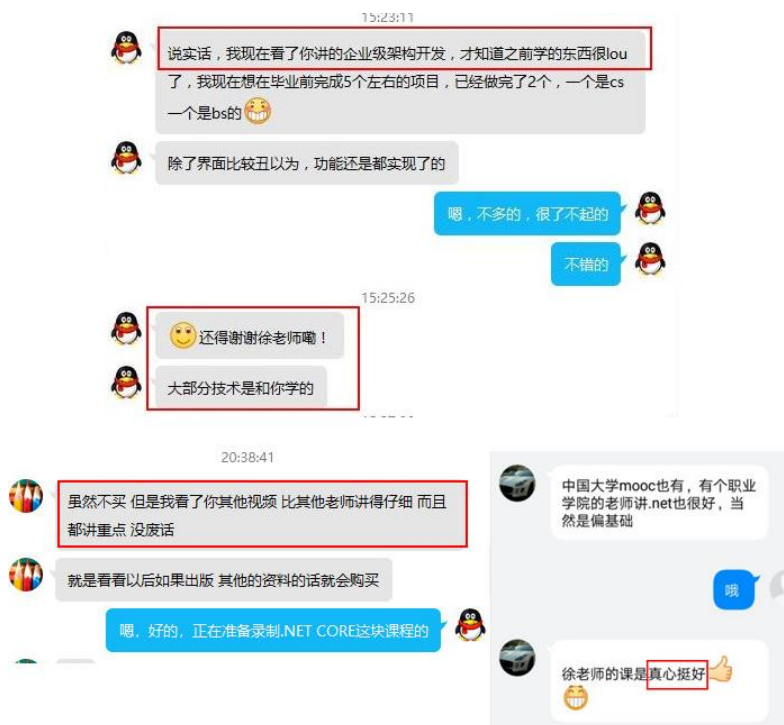 15:23:11
说实话，我现在看了你讲的企业级架构开发，才知道之前学的东西很lou
了，我现在想在毕业前完成5个左右的项目，已经做完了2个，一个是cs
一个是bs的
除了界面比较丑以为，功能还是都实现了的
嗯，不多的，很了不起的
不错的
15:25:26
还得谢谢徐老师嘞！
大部分技术是和你学的
20:38:41
虽然不买 但是我看了你其他视频 比其他老师讲得仔细 而且
都讲重点 没废话
就是看看以后如果出版 其他的资料的话就会购买
嗯，好的，正在准备录制.NET CORE这块课程的
中国大学mooc也有，有个职业
学院的老师讲.net也很好，当
然是偏基础
哦
徐老师的课是真心挺好